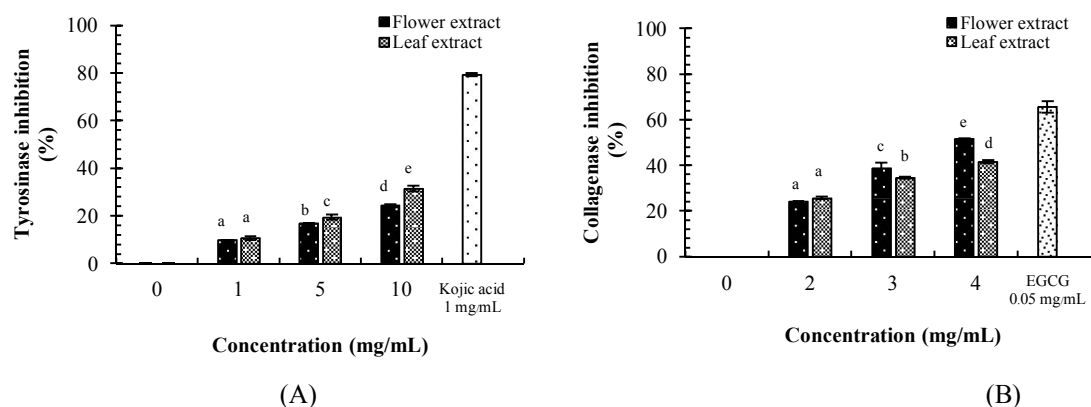 100
80
60
40
20
0
Tyrosinase inhibition
(%)
Flower extract
Leaf extract
a
a
b
c
d
e
0
1
5
10
Kojic acid
1 mg/mL
Concentration (mg/mL)
(A)
100
80
60
40
20
0
Collagenase inhibition
(%)
Flower extract
Leaf extract
a
a
c
b
e
d
0
2
3
4
EGCG
0.05 mg/mL
Concentration (mg/mL)
(B)